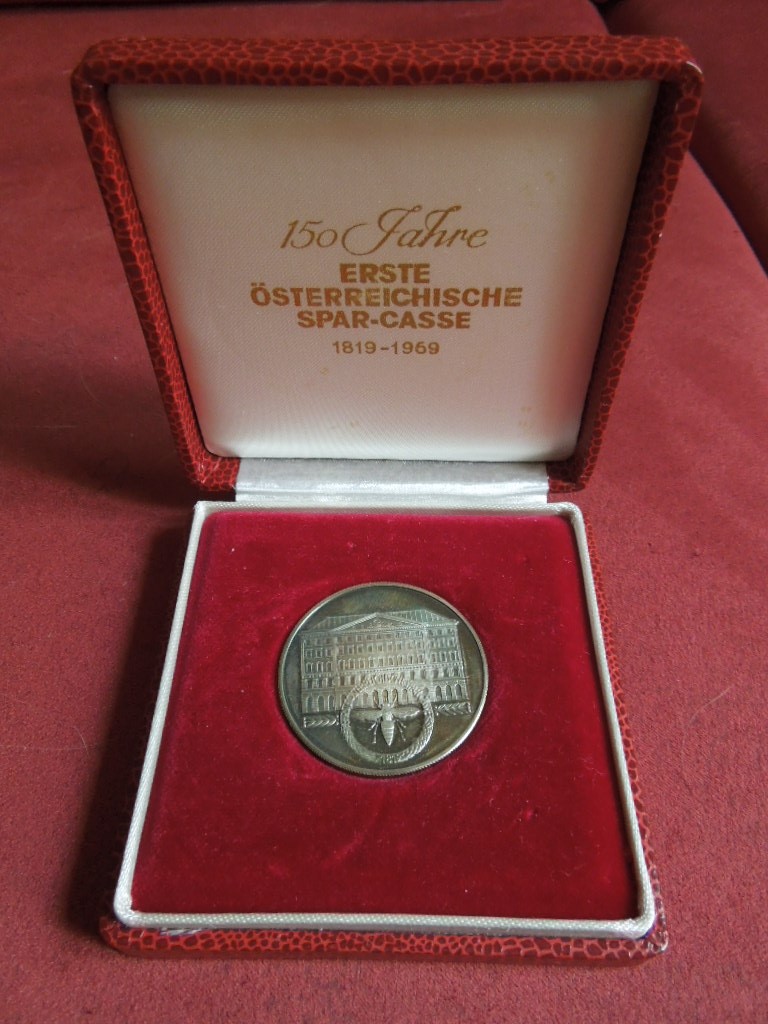 150 Jahre
ERSTE
ÖSTERREICHISCHE
SPAR-CASSE
1819-1969